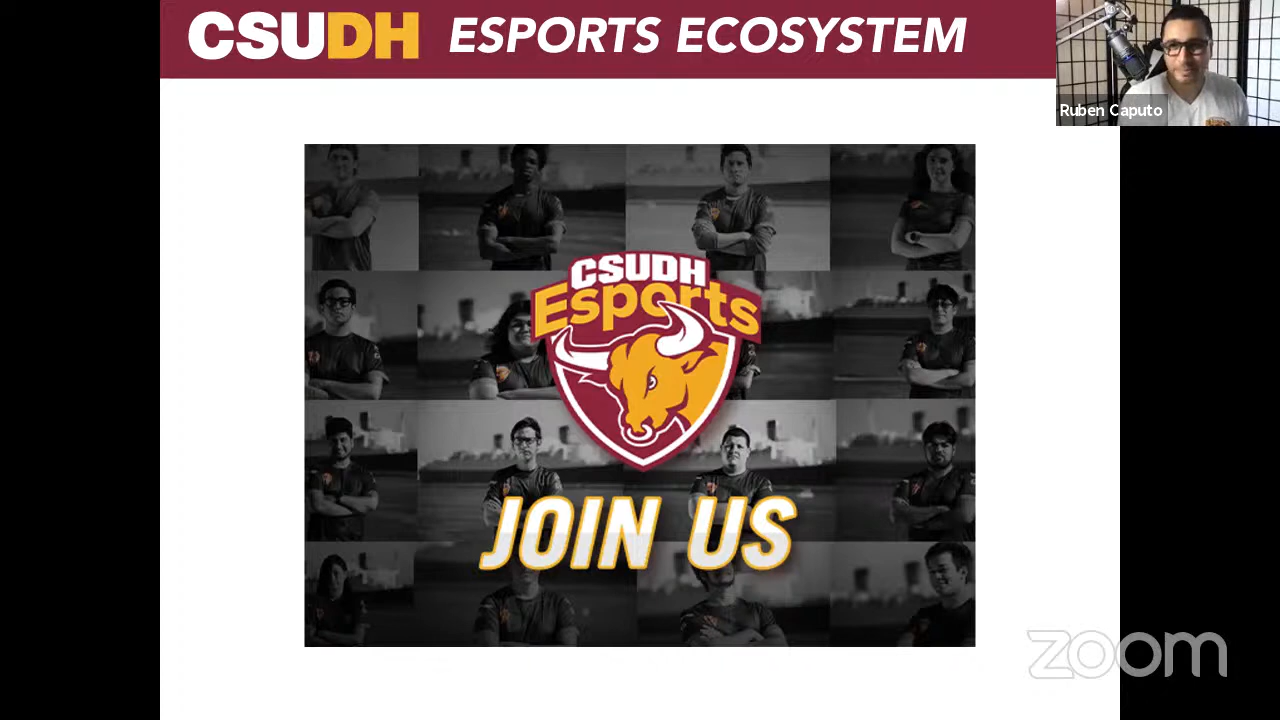 CSUDH ESPORTS ECOSYSTEM
Ruben Caputo
CSUDH
Esports
JOIN US
zoom